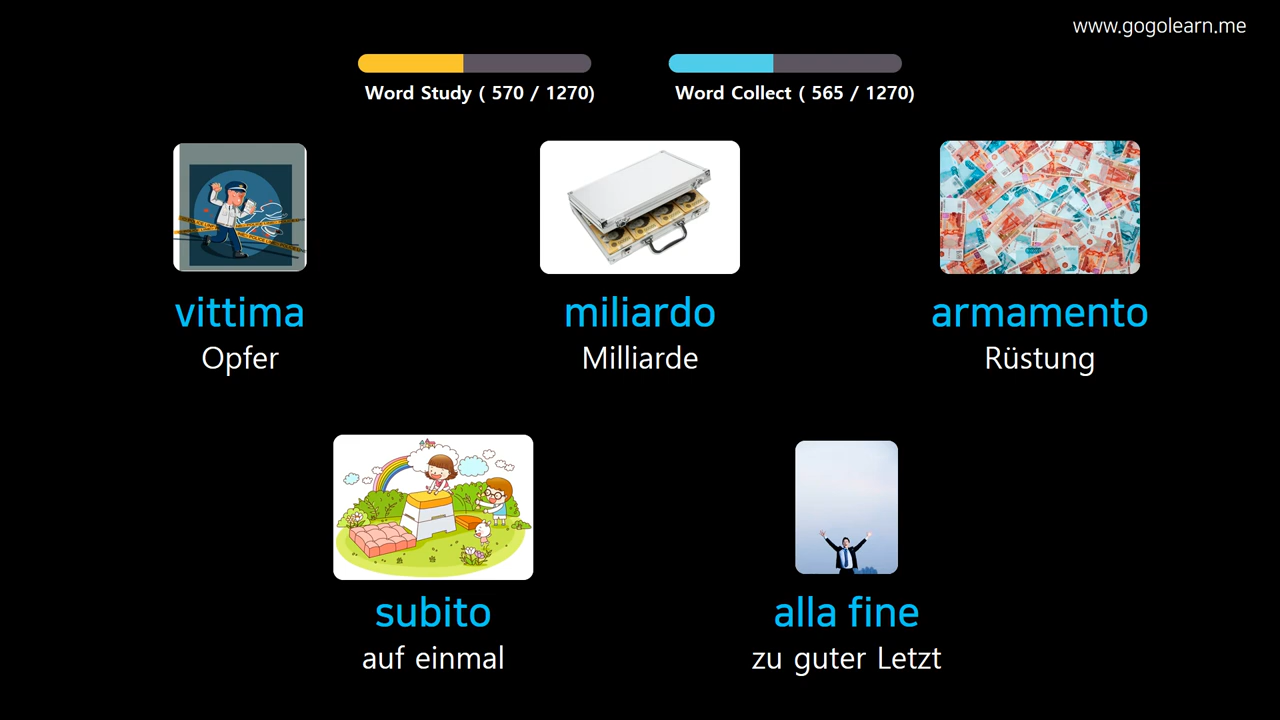 www.gogolearn.me
Word Study ( 570 / 1270)
Word Collect ( 565 / 1270)
vittima
Opfer
miliardo
Milliarde
armamento
Rüstung
subito
auf einmal
alla fine
zu guter Letzt